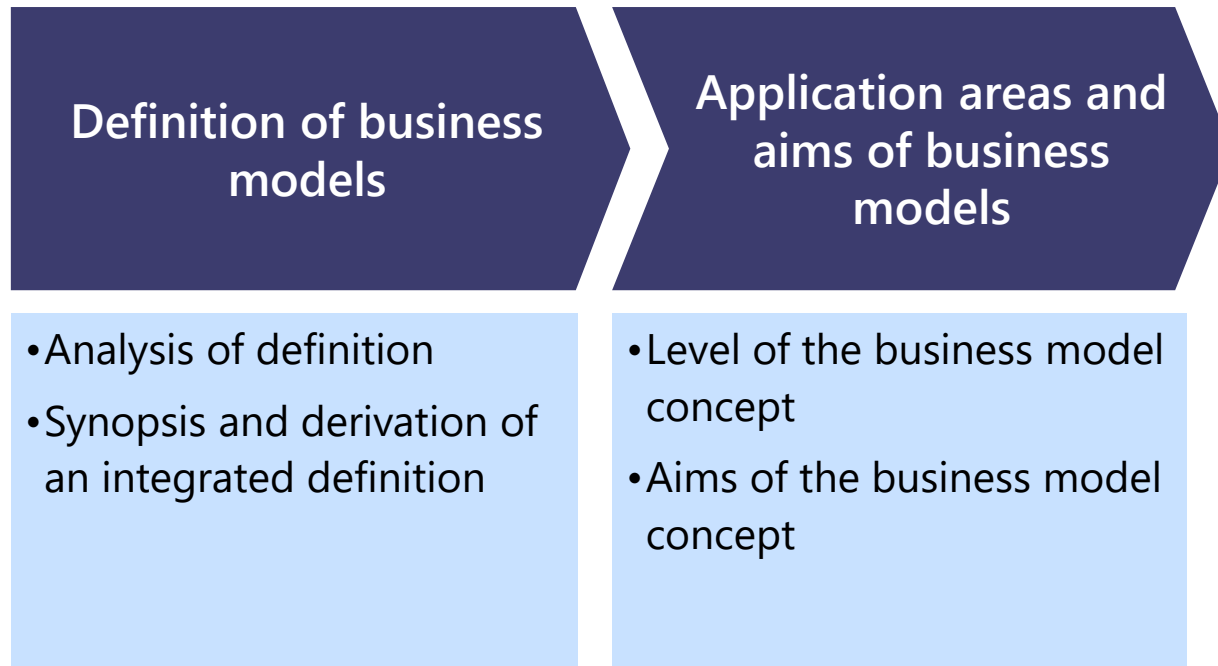 Definition of business
models
Application areas and
aims of business
models
•Analysis of definition
•Synopsis and derivation of
an integrated definition
•Level of the business model
concept
•Aims of the business model
concept